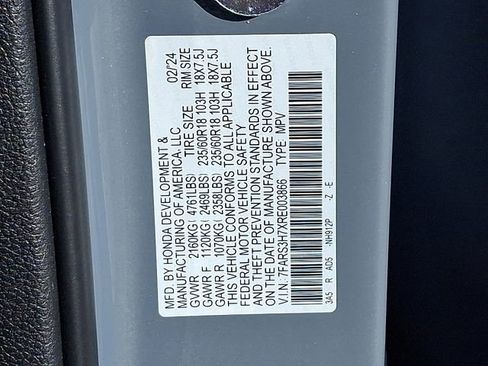 MFD. BY HONDA DEVELOPMENT & 02/'24
MANUFACTURING OF AMERICA, LLC
TIRE SIZE RIM SIZE
GVWR 2160KG( 4761LBS)
GAWR F 1120KG( 2469LBS) 235/60R18 103H 18X7.5J
GAWR R 1070KG( 2358LBS) 235/60R18 103H 18X7.5J
THIS VEHICLE CONFORMS TO ALL APPLICABLE
FEDERAL MOTOR VEHICLE SAFETY
AND THEFT PREVENTION STANDARDS IN EFFECT
ON THE DATE OF MANUFACTURE SHOWN ABOVE.
V.I.N. 7FARS3H7XRE003866 TYPE MPV
3A5 R AD5 -NH912P -Z -E